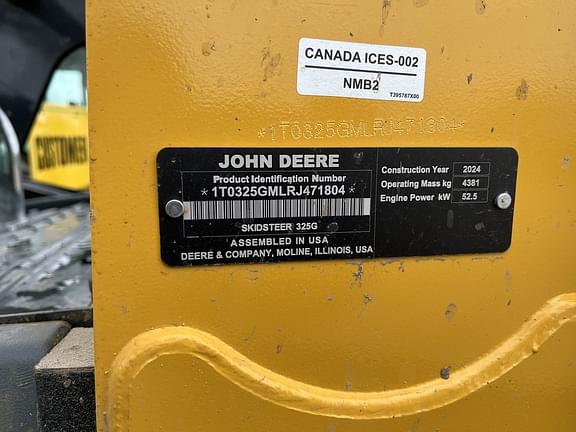 CANADA ICES-002
NMB2
T395787X00
*1T0325GMLRJ471804*
JOHN DEERE
Product Identification Number
*1T0325GMLRJ471804*
SKIDSTEER 325G
ASSEMBLED IN USA
DEERE & COMPANY, MOLINE, ILLINOIS, USA
Construction Year 2024
Operating Mass kg 4381
Engine Power kW 52.5
CUSTOMER